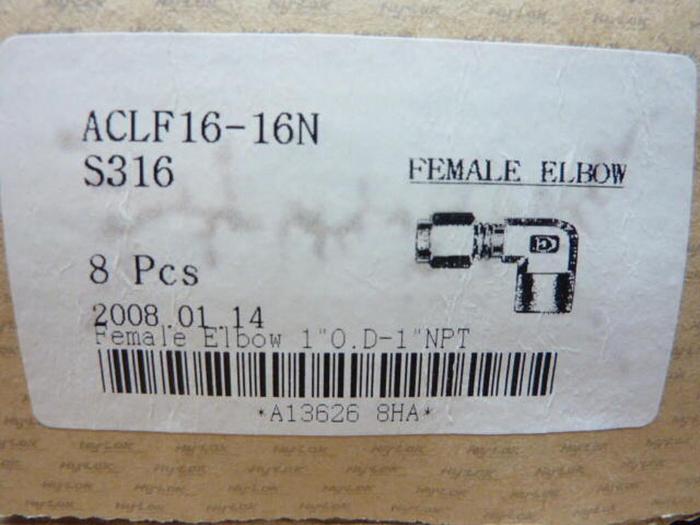 ACLF16-16N
S316
FEMALE ELBOW
8 Pcs
2008.01.14
Female Elbow 1"O.D-1"NPT
*A13626 8HA*